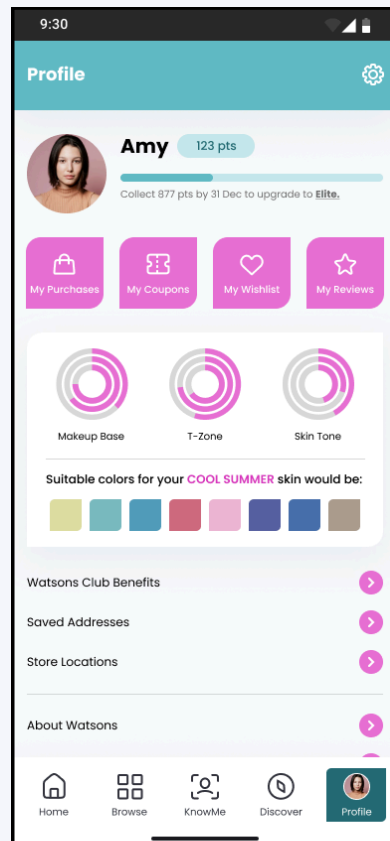 9:30
Profile
Amy
123 pts
Collect 877 pts by 31 Dec to upgrade to Elite.
My Purchases
My Coupons
My Wishlist
My Reviews
Makeup Base
T-Zone
Skin Tone
Suitable colors for your COOL SUMMER skin would be:
Watsons Club Benefits
Saved Addresses
Store Locations
About Watsons
Home
Browse
KnowMe
Discover
Profile